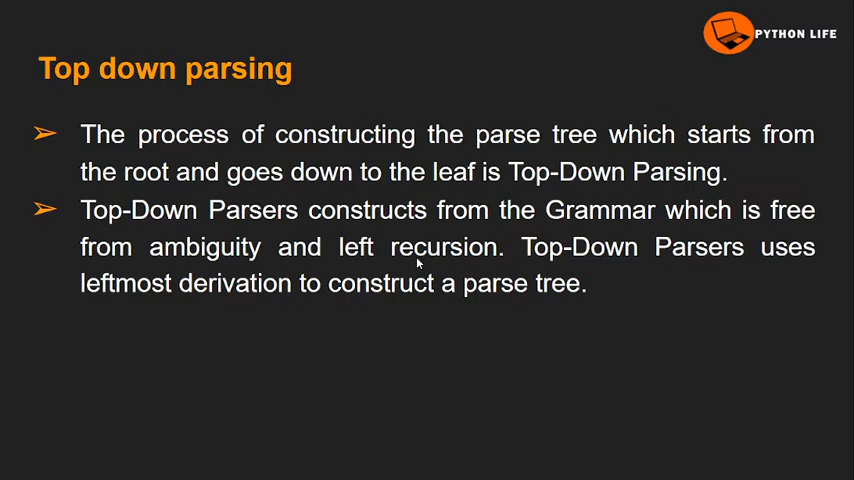 PYTHON LIFE
Top down parsing
➢ The process of constructing the parse tree which starts from
the root and goes down to the leaf is Top-Down Parsing.
➢ Top-Down Parsers constructs from the Grammar which is free
from ambiguity and left recursion. Top-Down Parsers uses
leftmost derivation to construct a parse tree.